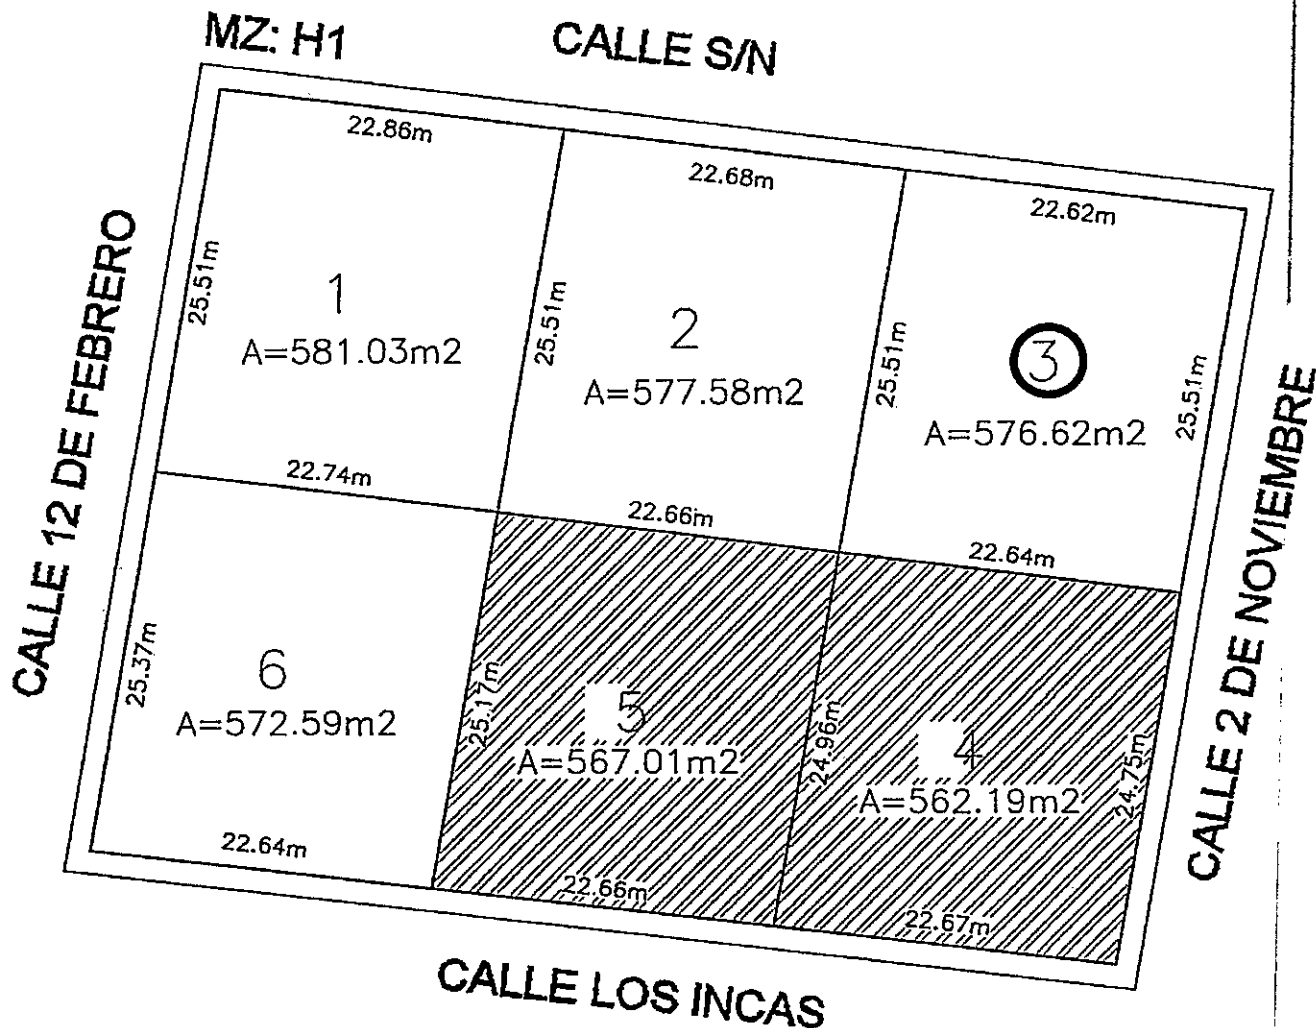 MZ: H1
CALLE S/N
22.86m
22.68m
22.62m
CALLE 12 DE FEBRERO
25.51m
1
A=581.03m2
25.51m
2
A=577.58m2
25.51m
3
A=576.62m2
25.51m
CALLE 2 DE NOVIEMBRE
22.74m
22.66m
22.64m
25.37m
6
A=572.59m2
25.17m
5
A=567.01m2
24.96m
4
A=562.19m2
24.75m
22.64m
22.66m
22.67m
CALLE LOS INCAS